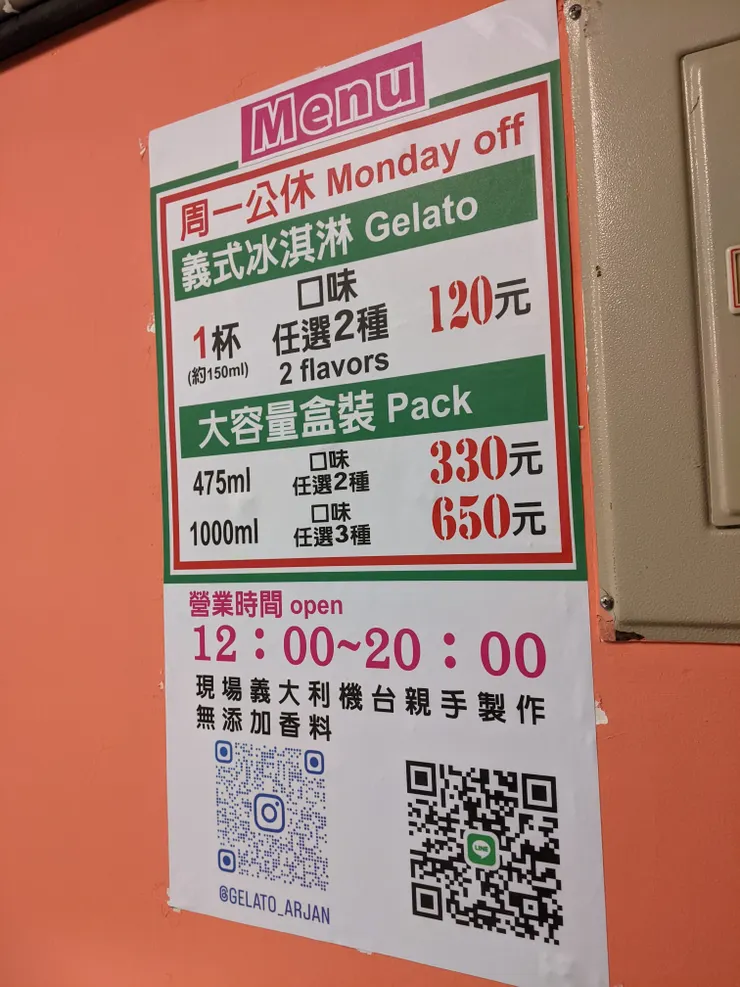 Menu
周一公休 Monday off
義式冰淇淋 Gelato
1杯
(約150ml)
口味
任選2種
2 flavors
120元
大容量盒裝 Pack
475ml
口味
任選2種
330元
1000ml
口味
任選3種
650元
營業時間 open
12：00~20：00
現場義大利機台親手製作
無添加香料
@GELATO_ARJAN
LINE